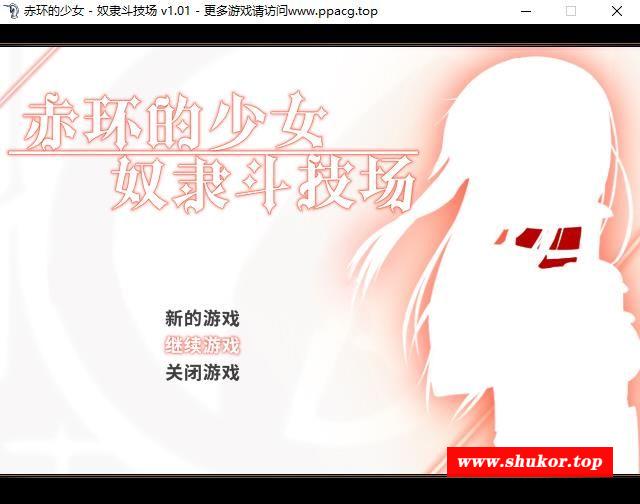 赤环的少女 - 奴隶斗技场 v1.01 - 更多游戏请访问www.ppacg.top
赤环的少女
奴隶斗技场
新的游戏
继续游戏
关闭游戏
www.shukor.top